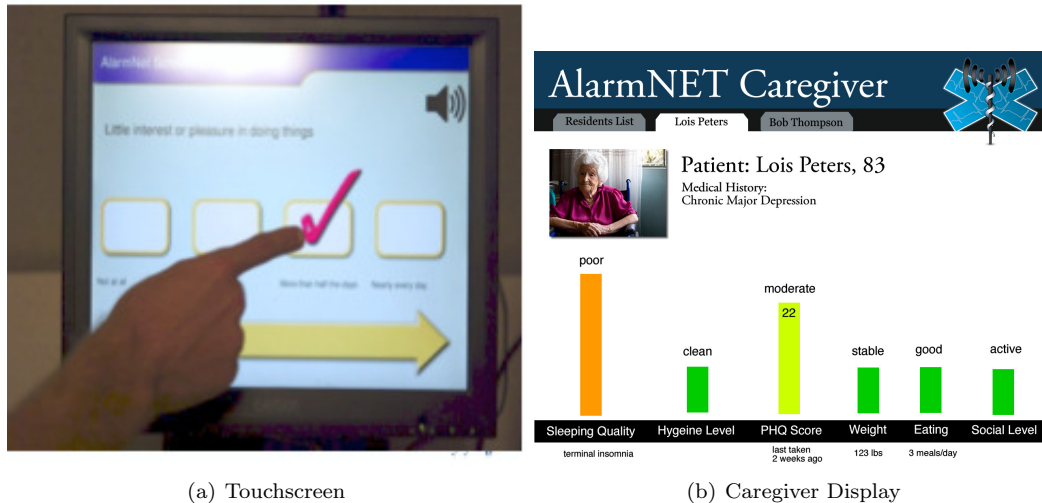 AlarmNet
Little interest or pleasure in doing things
Not at all
More than half the days
Nearly every day
(a) Touchscreen
AlarmNET Caregiver
Residents List
Lois Peters
Bob Thompson
Patient: Lois Peters, 83
Medical History:
Chronic Major Depression
poor
clean
moderate
22
stable
good
active
Sleeping Quality
Hygeine Level
PHQ Score
Weight
Eating
Social Level
terminal insomnia
last taken
2 weeks ago
123 lbs
3 meals/day
(b) Caregiver Display